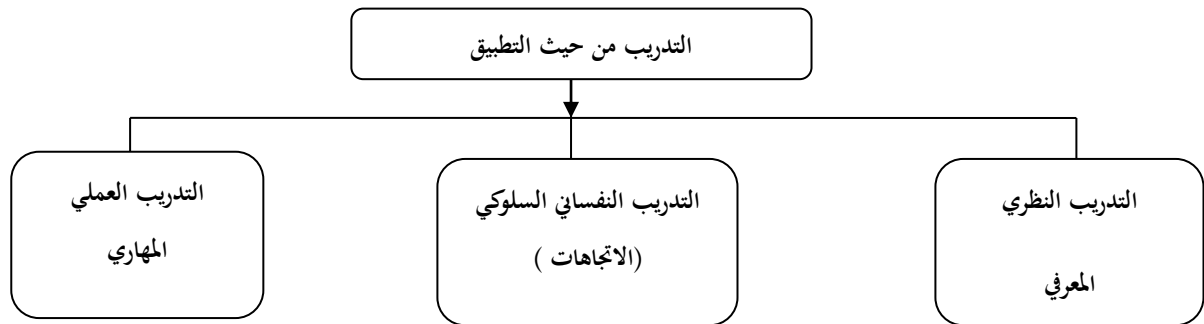 التدريب من حيث التطبيق
التدريب النظري
المعرفي
التدريب النفساني السلوكي
(الاتجاهات )
التدريب العملي
المهاري